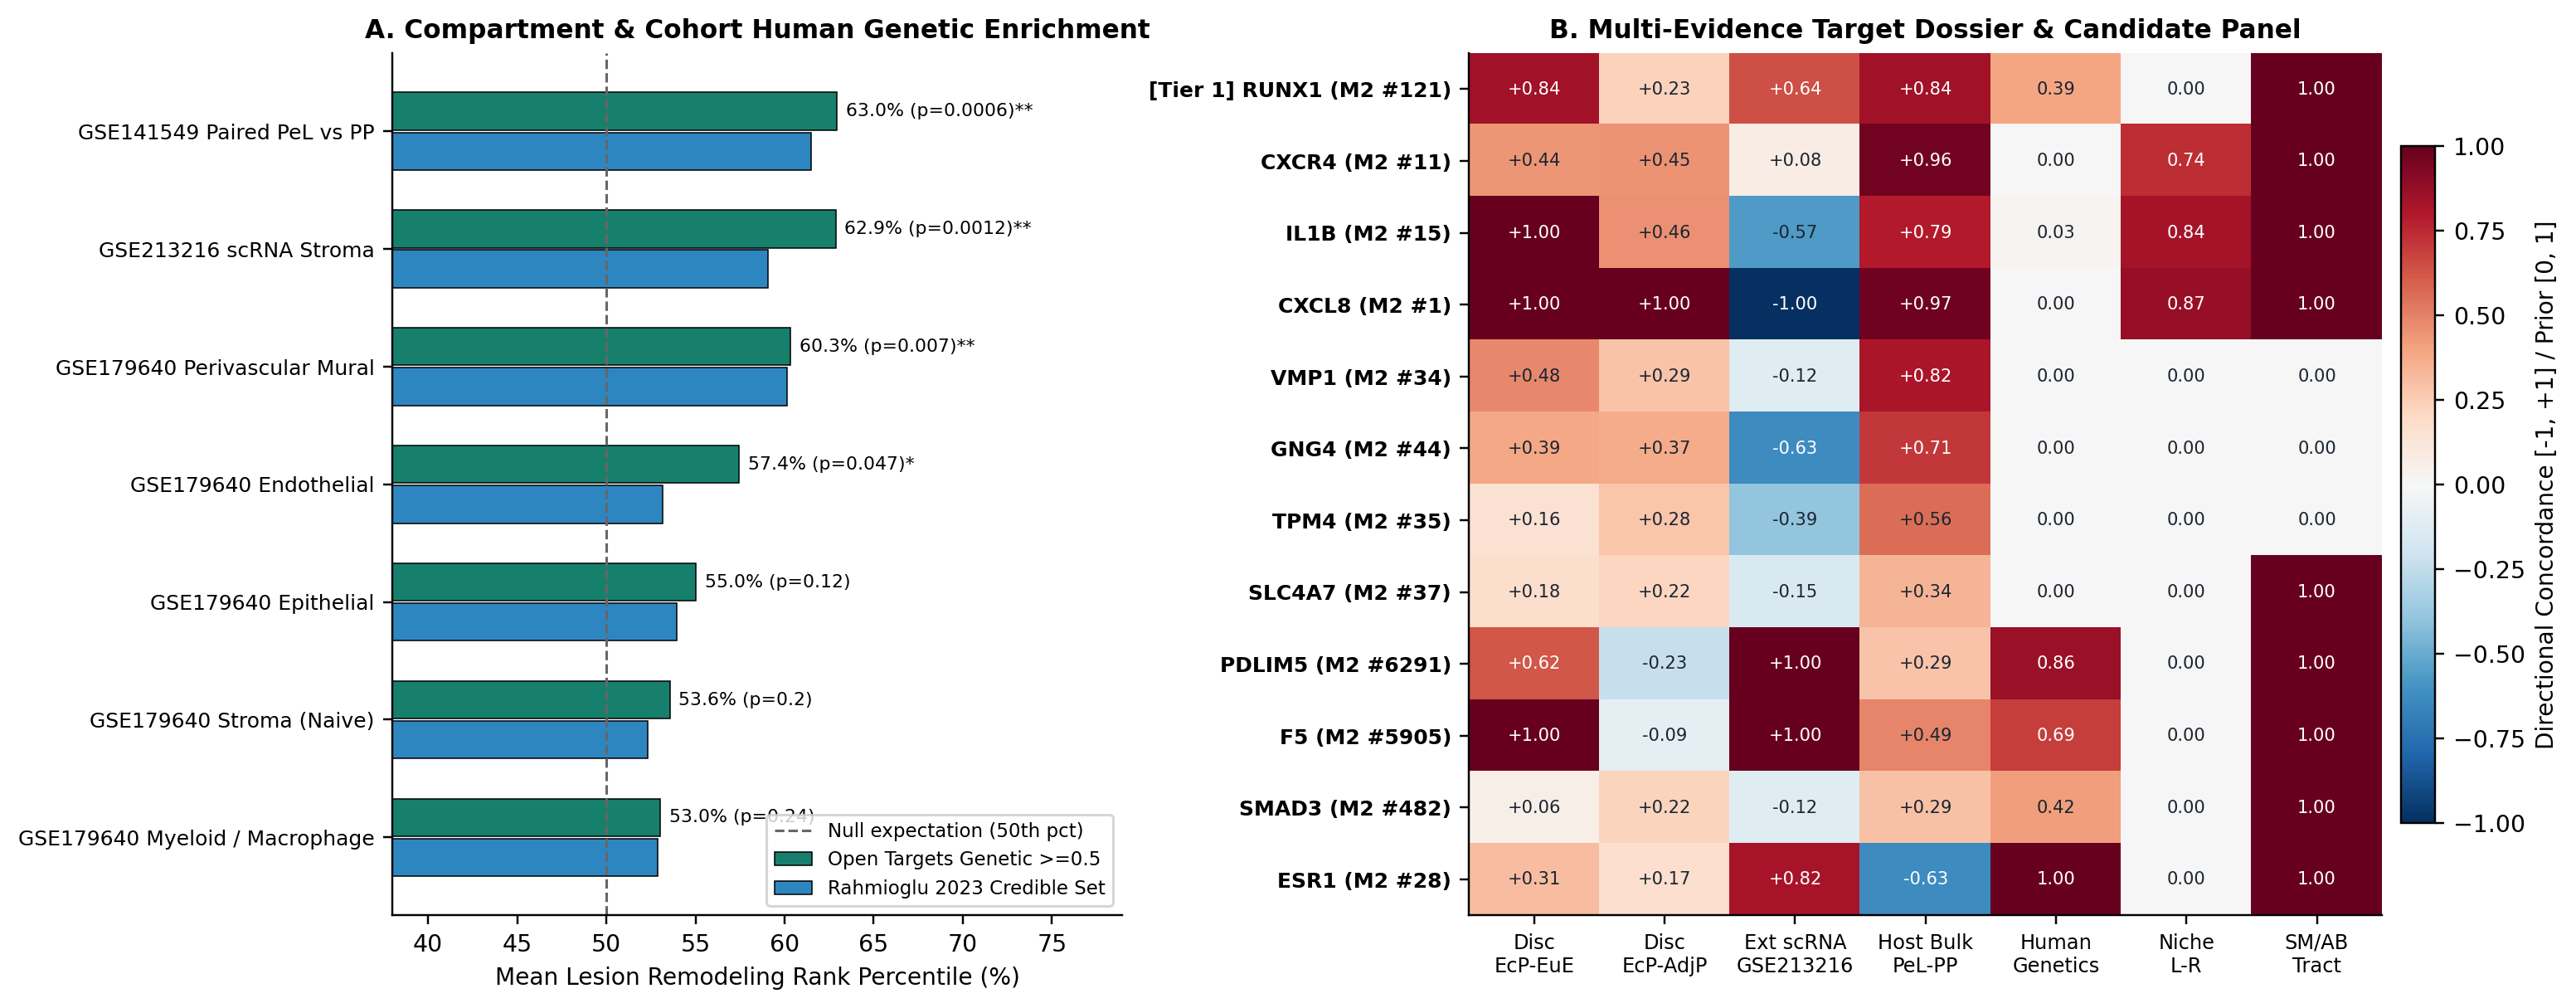 A. Compartment & Cohort Human Genetic Enrichment
GSE141549 Paired PeL vs PP
63.0% (p=0.0006)**
GSE213216 scRNA Stroma
62.9% (p=0.0012)**
GSE179640 Perivascular Mural
60.3% (p=0.007)**
GSE179640 Endothelial
57.4% (p=0.047)*
GSE179640 Epithelial
55.0% (p=0.12)
GSE179640 Stroma (Naive)
53.6% (p=0.2)
GSE179640 Myeloid / Macrophage
53.0% (p=0.24)
Null expectation (50th pct)
Open Targets Genetic >=0.5
Rahmioglu 2023 Credible Set
40 45 50 55 60 65 70 75
Mean Lesion Remodeling Rank Percentile (%)
B. Multi-Evidence Target Dossier & Candidate Panel
[Tier 1] RUNX1 (M2 #121) +0.84 +0.23 +0.64 +0.84 0.39 0.00 1.00
CXCR4 (M2 #11) +0.44 +0.45 +0.08 +0.96 0.00 0.74 1.00
IL1B (M2 #15) +1.00 +0.46 -0.57 +0.79 0.03 0.84 1.00
CXCL8 (M2 #1) +1.00 +1.00 -1.00 +0.97 0.00 0.87 1.00
VMP1 (M2 #34) +0.48 +0.29 -0.12 +0.82 0.00 0.00 0.00
GNG4 (M2 #44) +0.39 +0.37 -0.63 +0.71 0.00 0.00 0.00
TPM4 (M2 #35) +0.16 +0.28 -0.39 +0.56 0.00 0.00 0.00
SLC4A7 (M2 #37) +0.18 +0.22 -0.15 +0.34 0.00 0.00 1.00
PDLIM5 (M2 #6291) +0.62 -0.23 +1.00 +0.29 0.86 0.00 1.00
F5 (M2 #5905) +1.00 -0.09 +1.00 +0.49 0.69 0.00 1.00
SMAD3 (M2 #482) +0.06 +0.22 -0.12 +0.29 0.42 0.00 1.00
ESR1 (M2 #28) +0.31 +0.17 +0.82 -0.63 1.00 0.00 1.00
Disc EcP-EuE
Disc EcP-AdjP
Ext scRNA GSE213216
Host Bulk PeL-PP
Human Genetics
Niche L-R
SM/AB Tract
1.00
0.75
0.50
0.25
0.00
−0.25
−0.50
−0.75
−1.00
Directional Concordance [-1, +1] / Prior [0, 1]